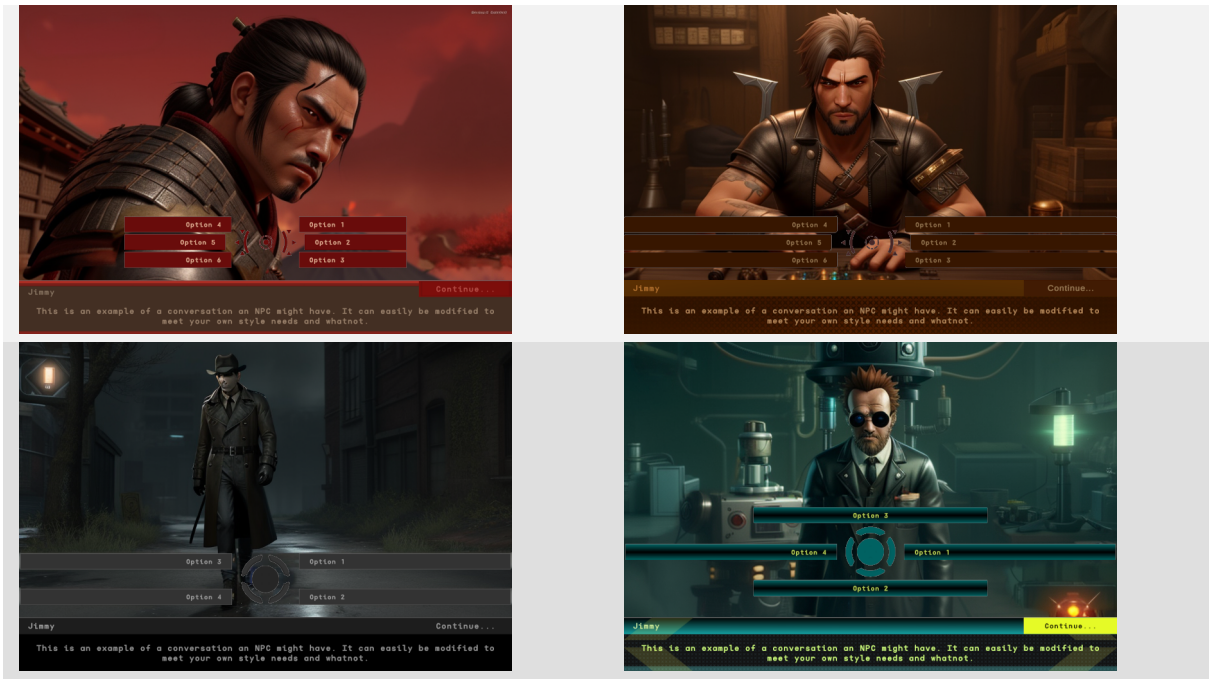 Option 4
Option 1
Option 5
Option 2
Option 6
Option 3
Jimmy
Continue...
This is an example of a conversation an NPC might have. It can easily be modified to
meet your own style needs and whatnot.
Option 4
Option 1
Option 5
Option 2
Option 6
Option 3
Jimmy
Continue...
This is an example of a conversation an NPC might have. It can easily be modified to
meet your own style needs and whatnot.
Option 3
Option 1
Option 4
Option 2
Jimmy
Continue...
This is an example of a conversation an NPC might have. It can easily be modified to
meet your own style needs and whatnot.
Option 3
Option 4
Option 1
Option 2
Jimmy
Continue...
This is an example of a conversation an NPC might have. It can easily be modified to
meet your own style needs and whatnot.